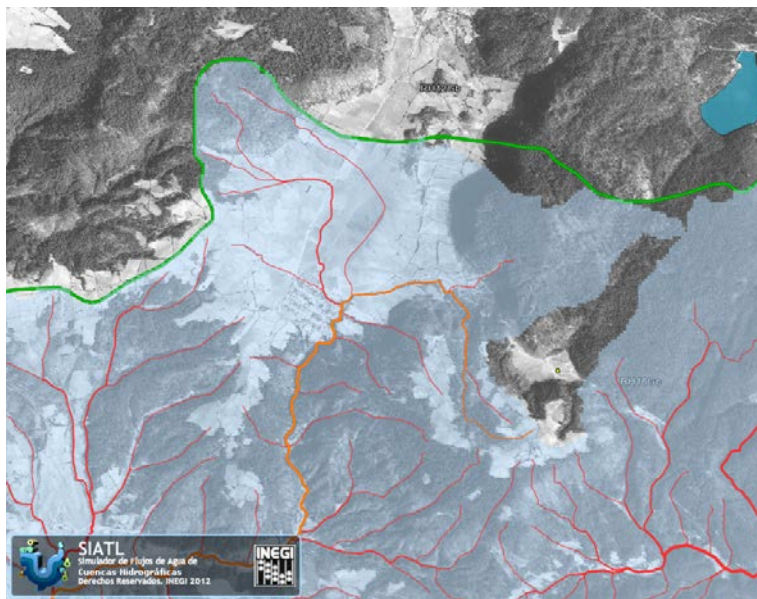 SIATL
Simulador de Flujos de Agua de
Cuencas Hidrográficas
Derechos Reservados. INEGI 2012
INEGI